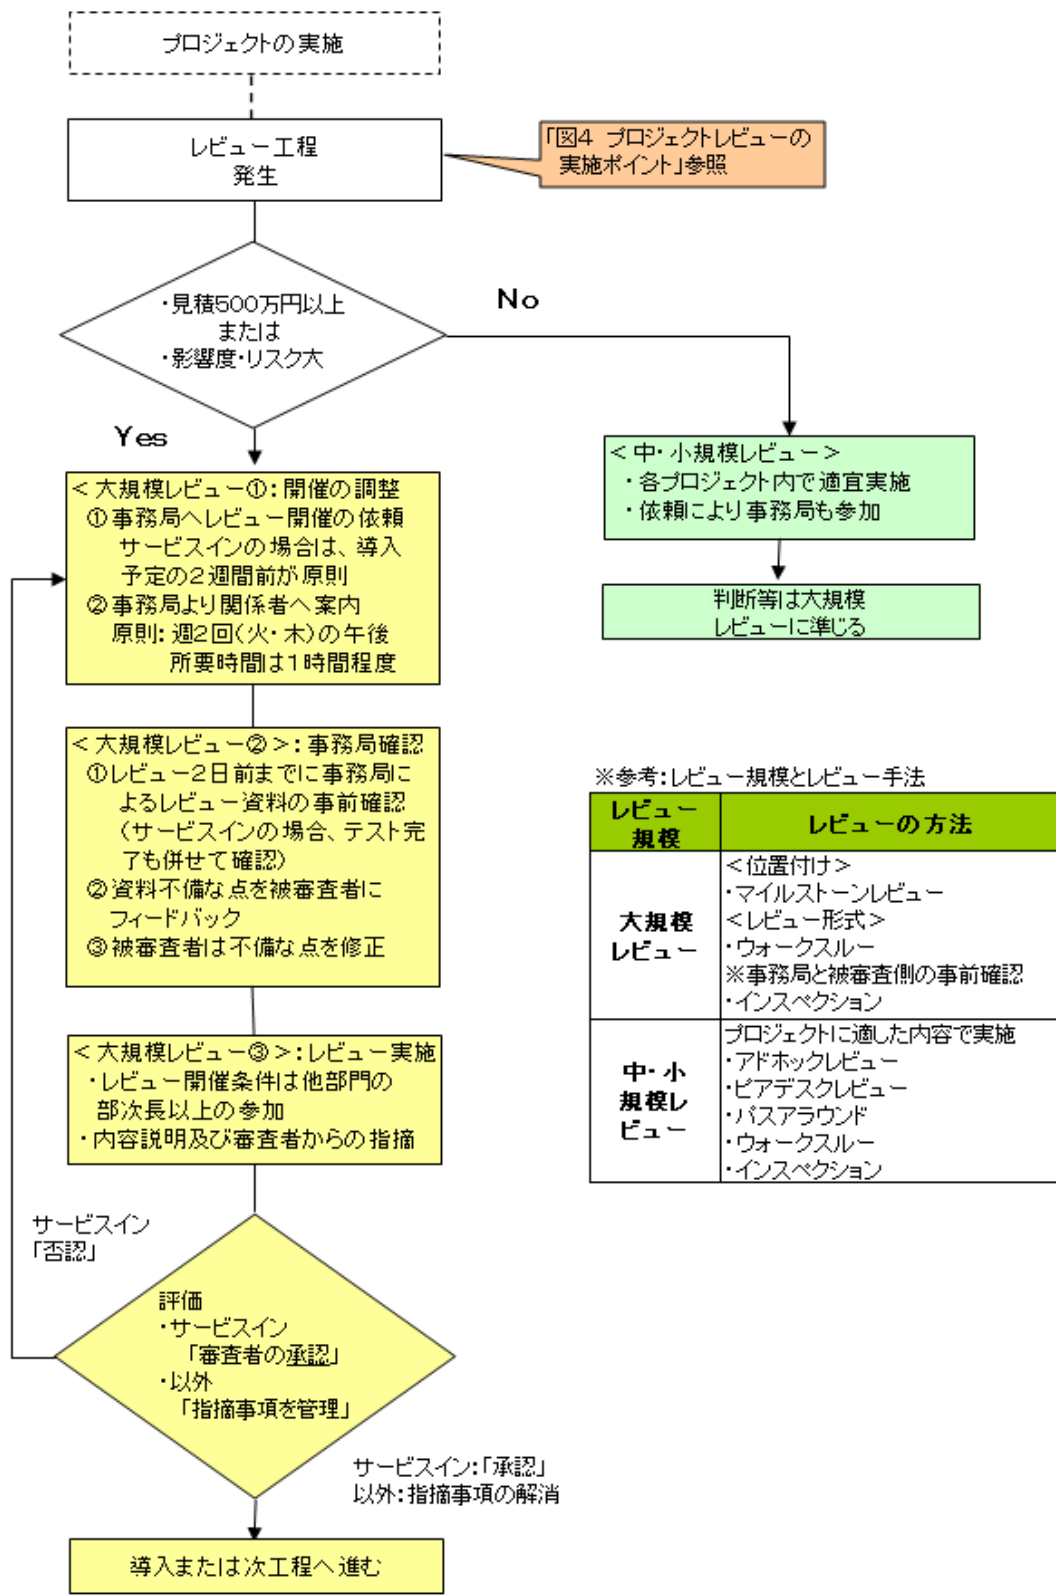 プロジェクトの実施
レビュー工程
発生
「図4 プロジェクトレビューの
実施ポイント」参照
・見積500万円以上
または
・影響度・リスク大
No
Yes
＜中・小規模レビュー＞
・各プロジェクト内で適宜実施
・依頼により事務局も参加
判断等は大規模
レビューに準じる
＜大規模レビュー①：開催の調整
①事務局へレビュー開催の依頼
サービスインの場合は、導入
予定の2週間前が原則
②事務局より関係者へ案内
原則：週2回(火・木)の午後
所要時間は1時間程度
＜大規模レビュー②＞：事務局確認
①レビュー2日前までに事務局に
よるレビュー資料の事前確認
(サービスインの場合、テスト完
了も併せて確認)
②資料不備な点を被審査者に
フィードバック
③被審査者は不備な点を修正
＜大規模レビュー③＞：レビュー実施
・レビュー開催条件は他部門の
部次長以上の参加
・内容説明及び審査者からの指摘
サービスイン
「否認」
評価
・サービスイン
「審査者の承認」
・以外
「指摘事項を管理」
サービスイン：「承認」
以外：指摘事項の解消
導入または次工程へ進む
※参考：レビュー規模とレビュー手法
レビュー
規模
レビューの方法
大規模
レビュー
＜位置付け＞
・マイルストーンレビュー
＜レビュー形式＞
・ウォークスルー
※事務局と被審査側の事前確認
・インスペクション
中・小
規模レ
ビュー
プロジェクトに適した内容で実施
・アドホックレビュー
・ピアデスクレビュー
・パスアラウンド
・ウォークスルー
・インスペクション